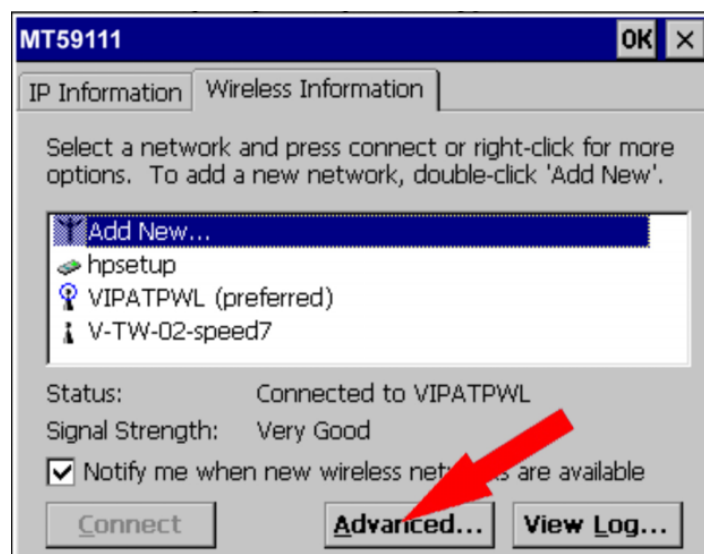 MT59111 OK ×
IP Information Wireless Information
Select a network and press connect or right-click for more
options. To add a new network, double-click 'Add New'.
Add New...
hpsetup
VIPATPWL (preferred)
V-TW-02-speed7
Status: Connected to VIPATPWL
Signal Strength: Very Good
Notify me when new wireless networks are available
Connect Advanced... View Log...